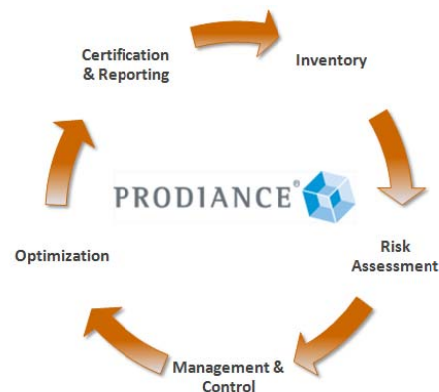 Certification
& Reporting
Inventory
PRODIANCE®
Optimization
Risk
Assessment
Management &
Control